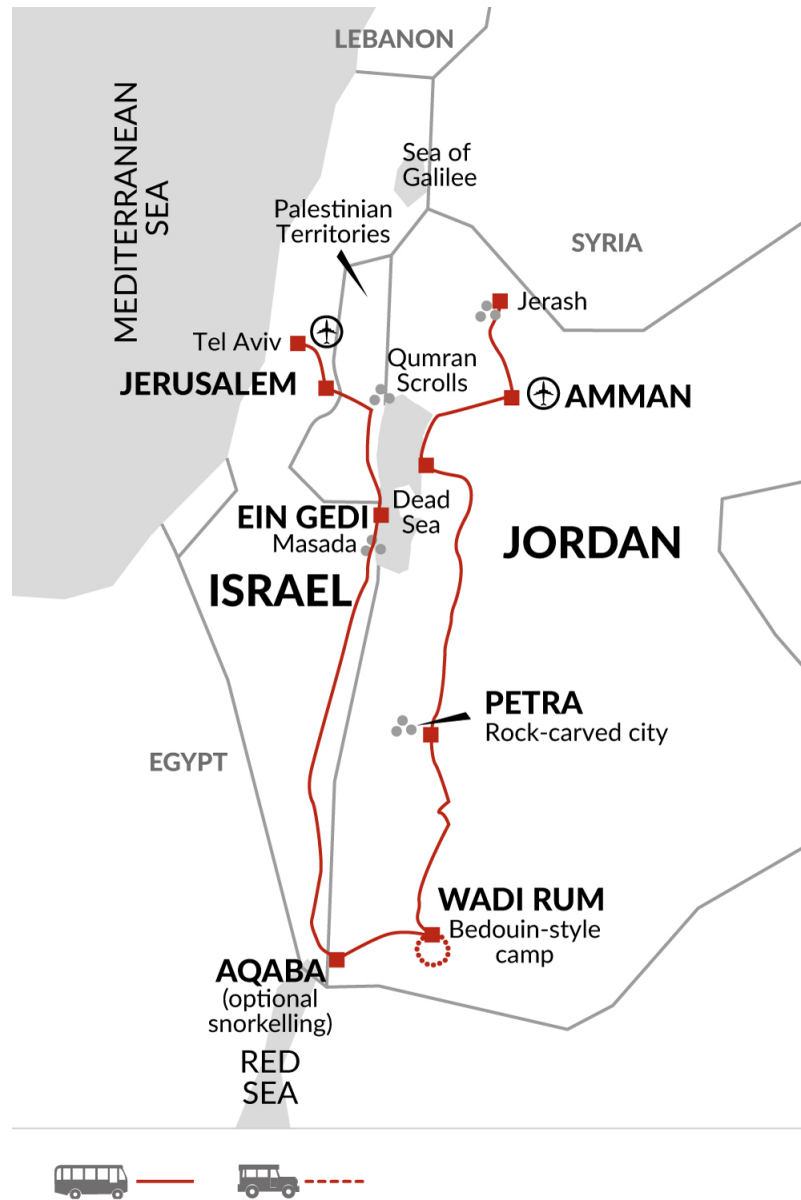 LEBANON
MEDITERRANEAN
SEA
Sea of
Galilee
Palestinian
Territories
SYRIA
Jerash
Tel Aviv
Qumran
Scrolls
JERUSALEM
AMMAN
EIN GEDI
Dead
Sea
Masada
JORDAN
ISRAEL
PETRA
Rock-carved city
EGYPT
WADI RUM
Bedouin-style
camp
AQABA
(optional
snorkelling)
RED
SEA